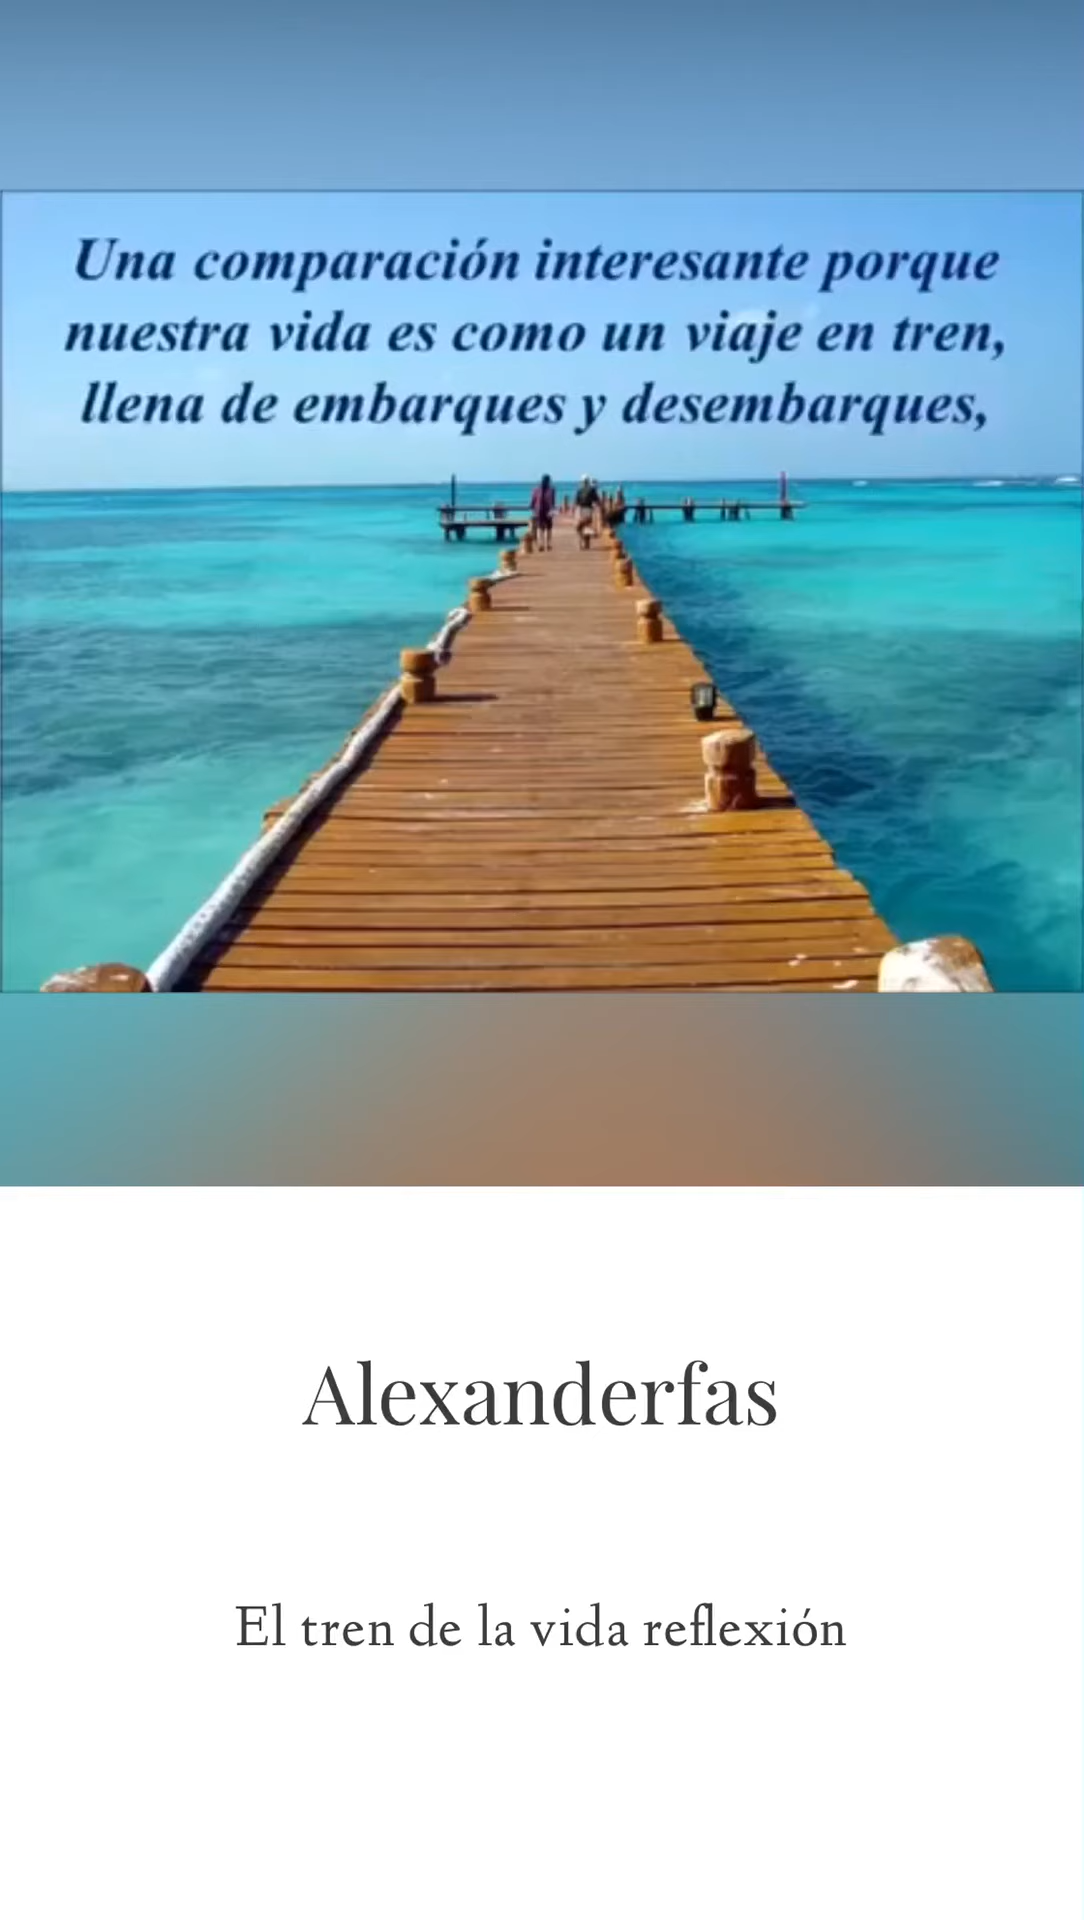 Una comparación interesante porque
nuestra vida es como un viaje en tren,
llena de embarques y desembarques,
Alexanderfas
El tren de la vida reflexión